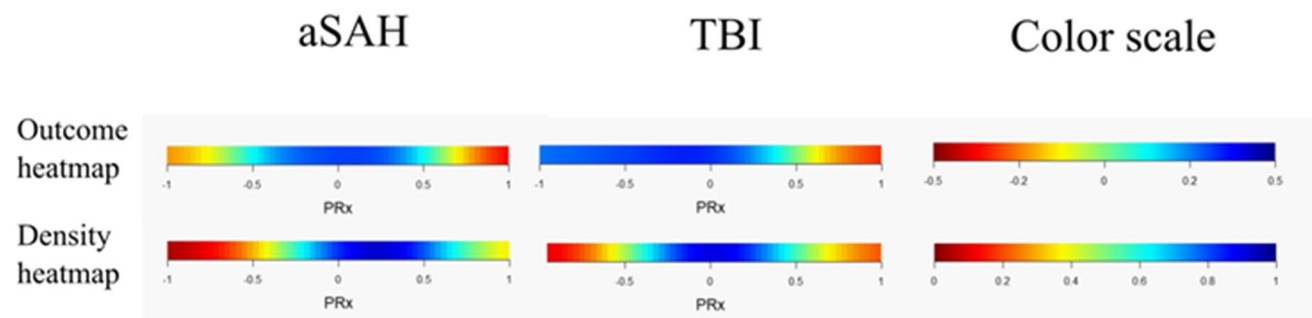 aSAH TBI Color scale
Outcome
heatmap
-1 -0.5 0 0.5 1
PRx
-1 -0.5 0 0.5 1
PRx
-0.5 -0.2 0 0.2 0.5
Density
heatmap
-1 -0.5 0 0.5 1
PRx
-0.5 0 0.5 1
PRx
0 0.2 0.4 0.6 0.8 1